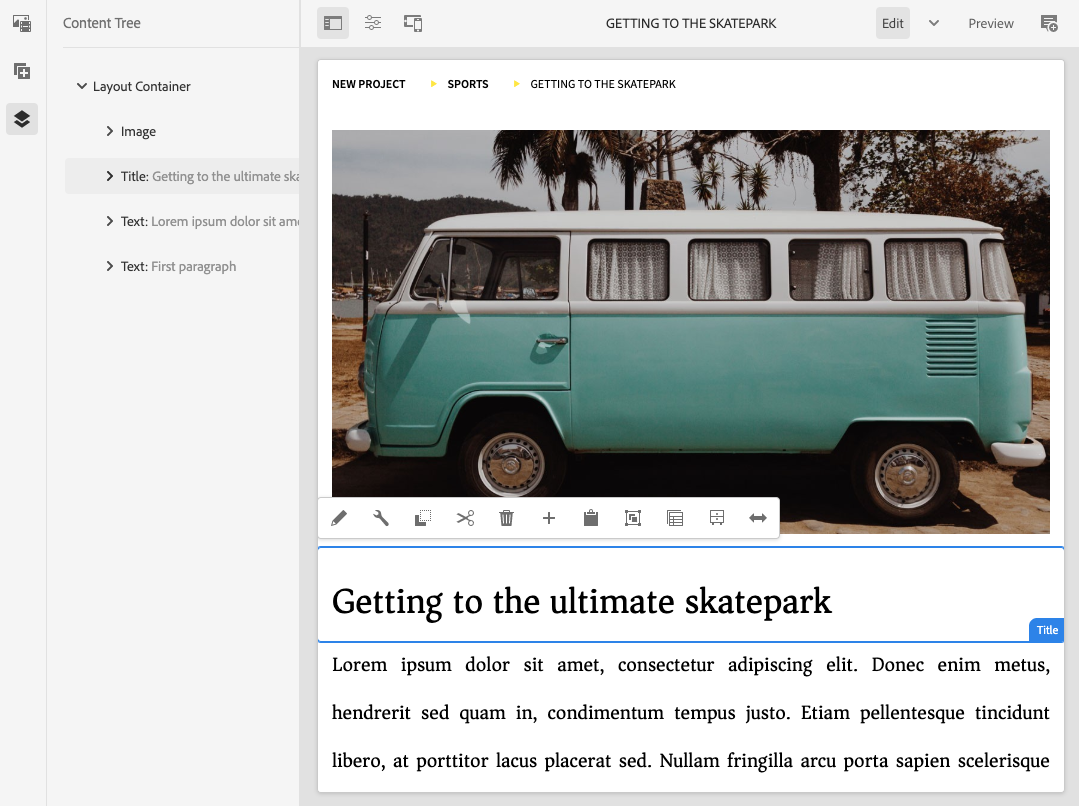 Content Tree
GETTING TO THE SKATEPARK
Edit
Preview
Layout Container
Image
Title: Getting to the ultimate ska
Text: Lorem ipsum dolor sit ame
Text: First paragraph
NEW PROJECT SPORTS GETTING TO THE SKATEPARK
Getting to the ultimate skatepark
Title
Lorem ipsum dolor sit amet, consectetur adipiscing elit. Donec enim metus,
hendrerit sed quam in, condimentum tempus justo. Etiam pellentesque tincidunt
libero, at porttitor lacus placerat sed. Nullam fringilla arcu porta sapien scelerisque